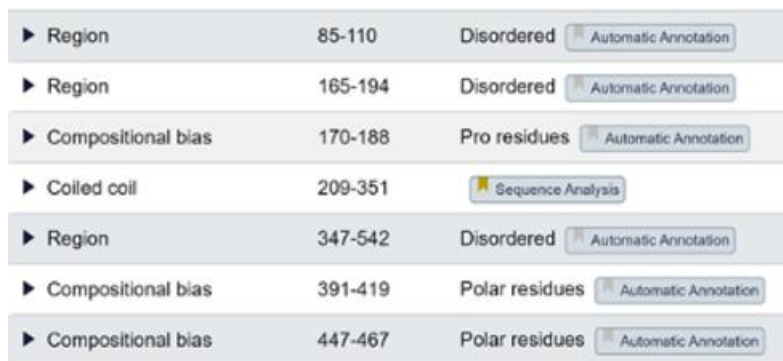 Region 85-110 Disordered Automatic Annotation
Region 165-194 Disordered Automatic Annotation
Compositional bias 170-188 Pro residues Automatic Annotation
Coiled coil 209-351 Sequence Analysis
Region 347-542 Disordered Automatic Annotation
Compositional bias 391-419 Polar residues Automatic Annotation
Compositional bias 447-467 Polar residues Automatic Annotation